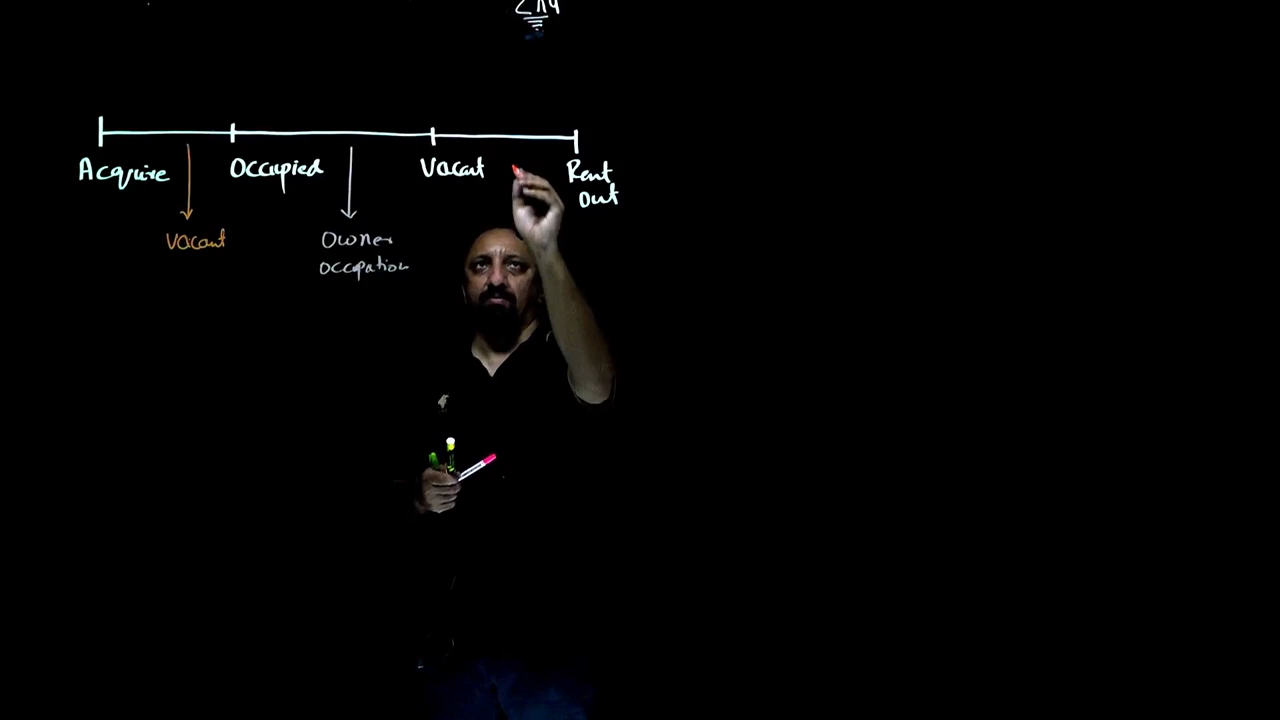 Acquire Occupied Vacant Rent
Out
Vacant Owner
Occupation